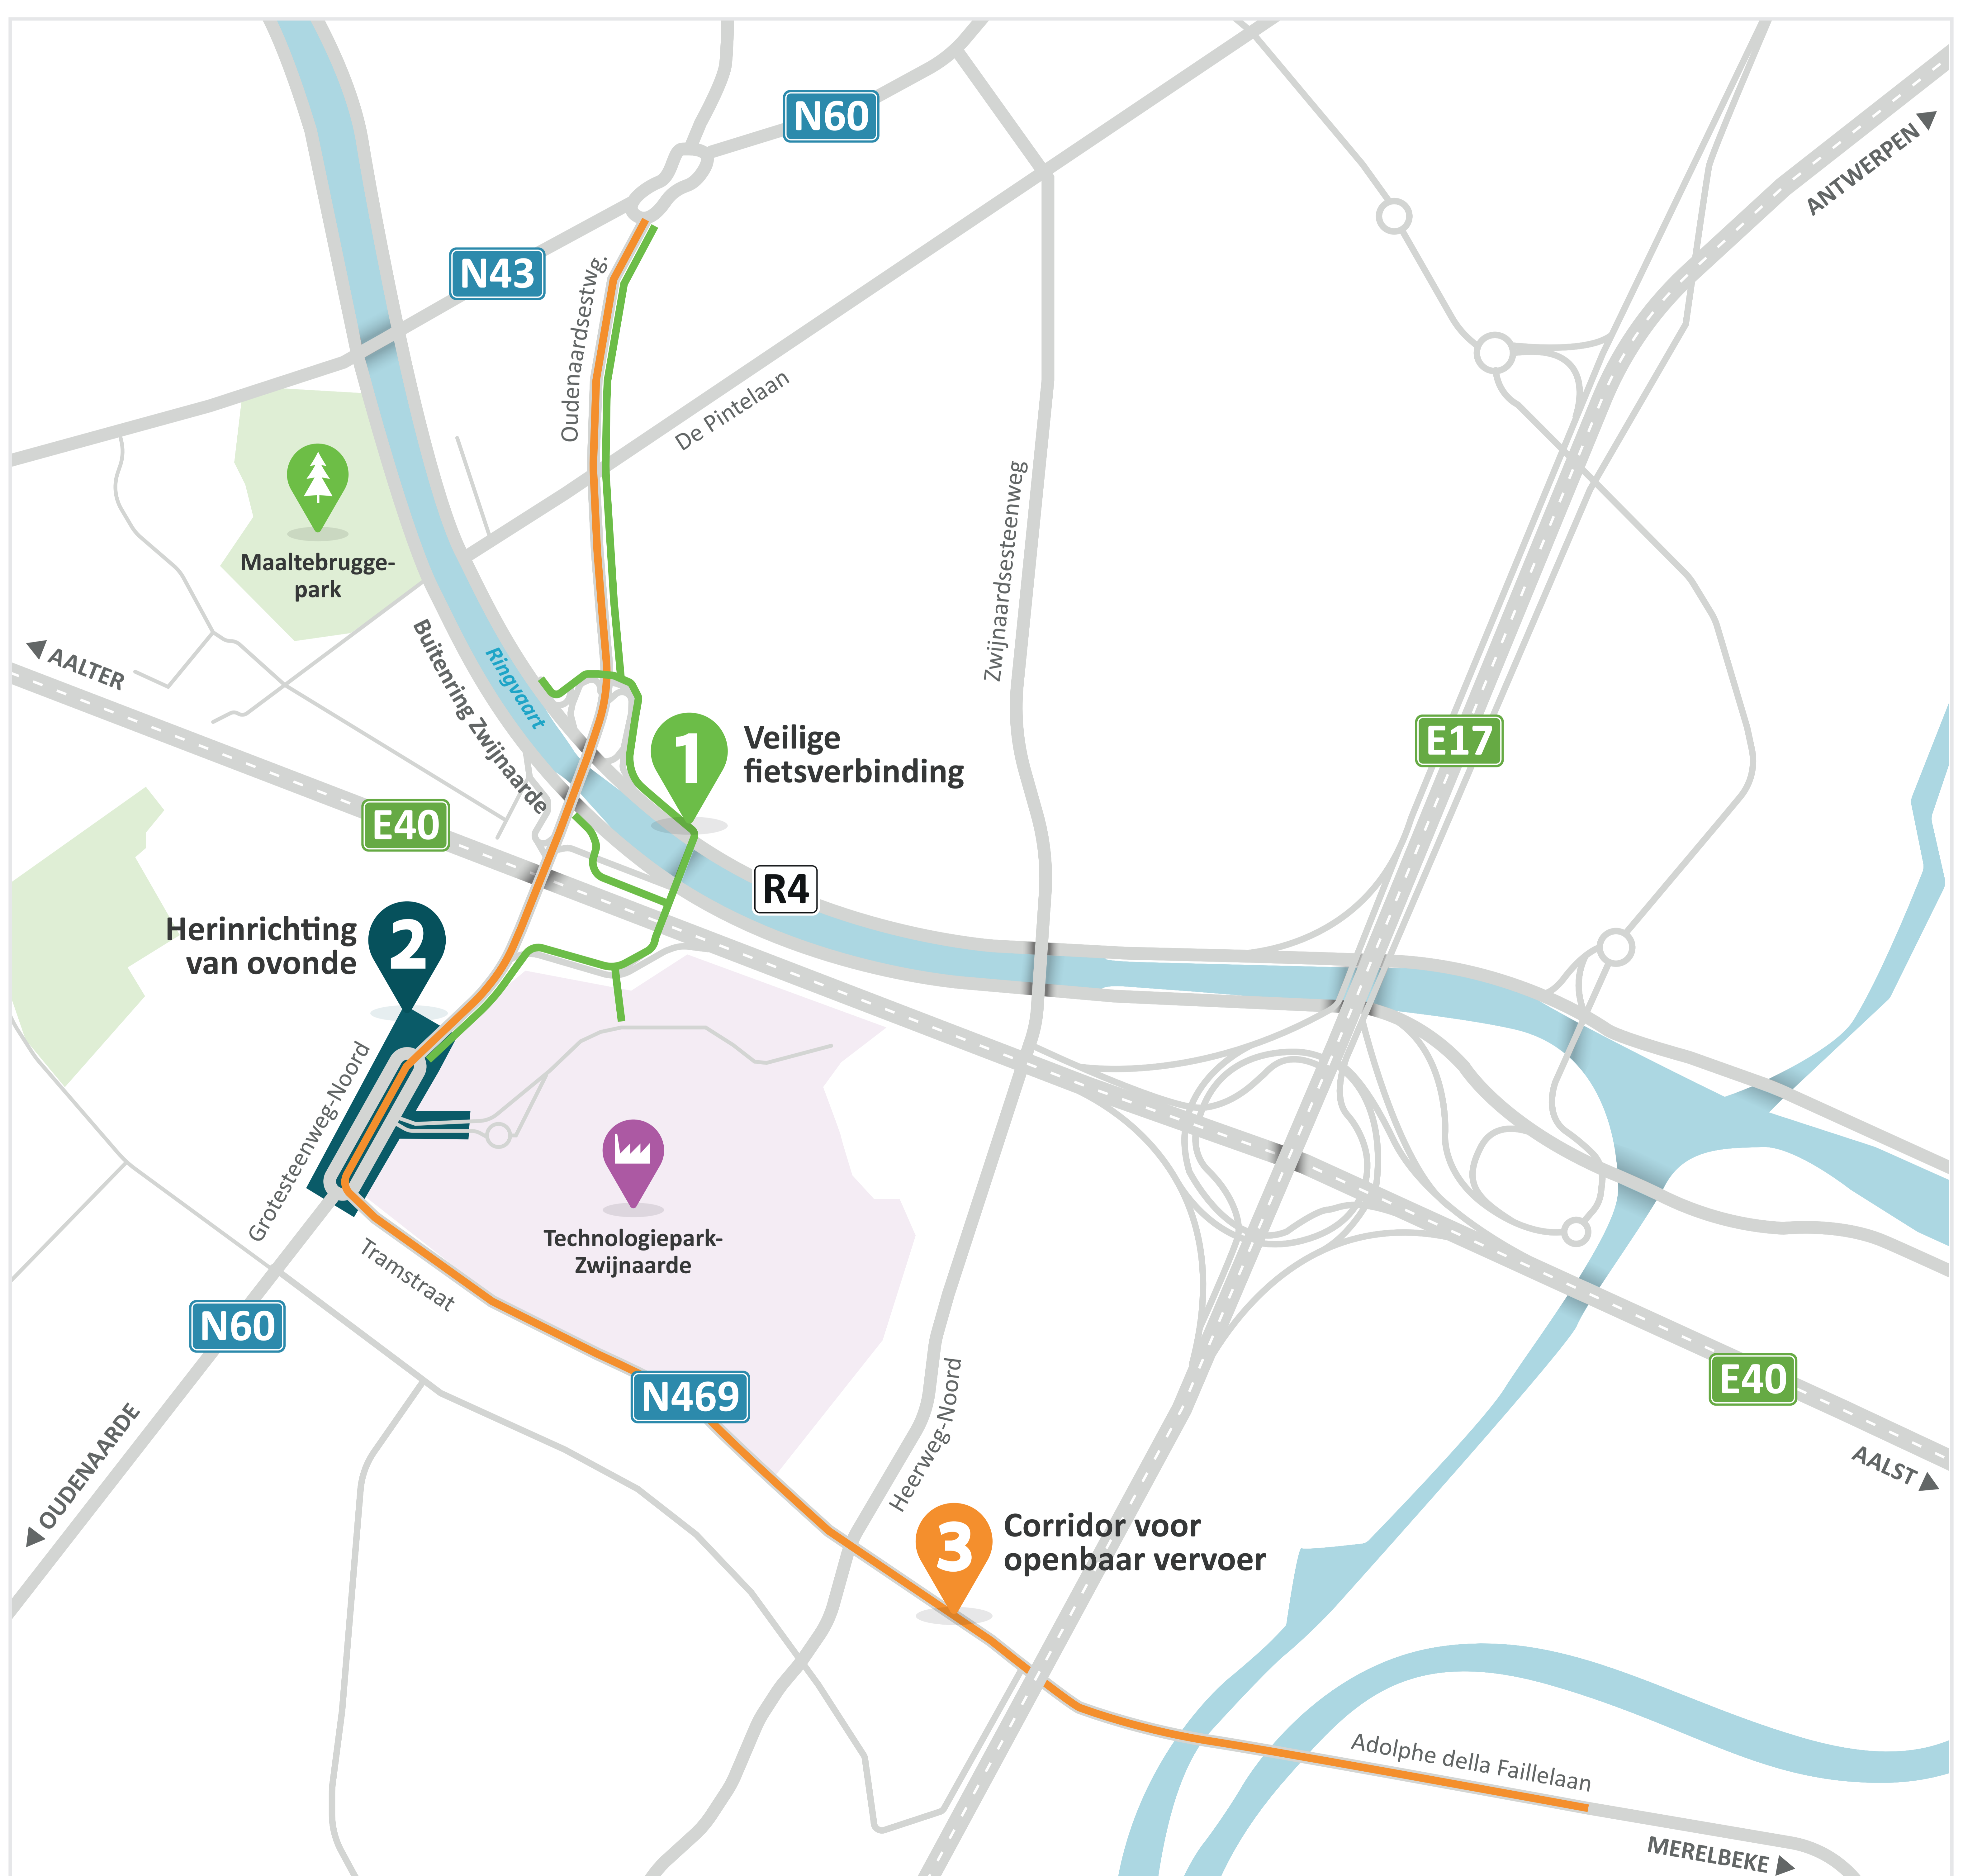 N60
ANTWERPEN
N43
Oudenaardsestwg.
De Pintelaan
Maaltebrugge-
park
Zwijnaardsesteenweg
AALTER
Buitenring Zwijnaarde
Ringvaart
1
Veilige
fietsverbinding
E17
E40
R4
Herinrichting
van ovonde
2
Grotesteenweg-Noord
Technologiepark-
Zwijnaarde
Tramstraat
N60
N469
E40
Heerweg-Noord
OUDENAARDE
AALST
3
Corridor voor
openbaar vervoer
Adolphe della Faillelaan
MERELBEKE